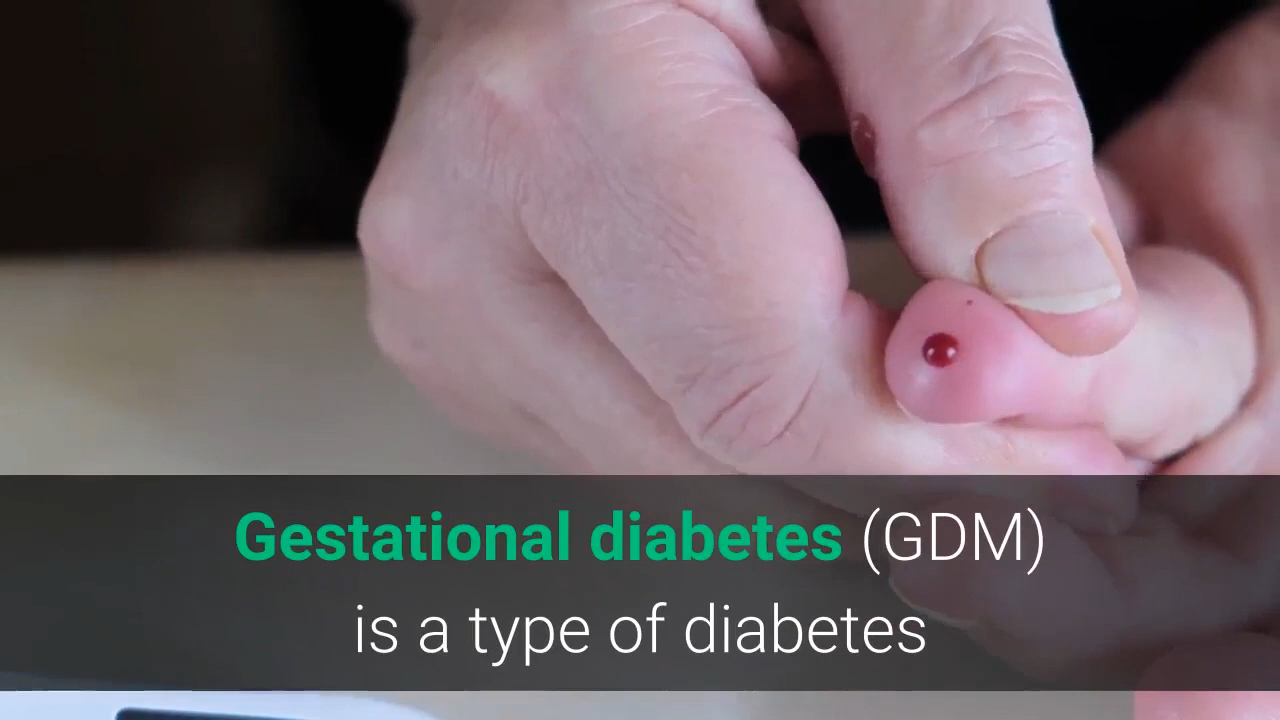 Gestational diabetes (GDM)
is a type of diabetes